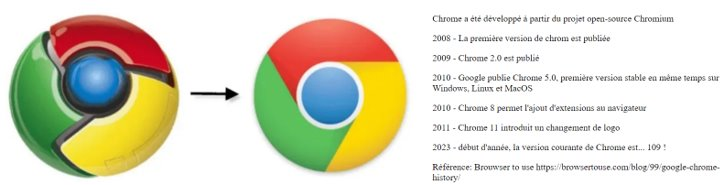 Chrome a été développé à partir du projet open-source Chromium
2008 - La première version de chrom est publiée
2009 - Chrome 2.0 est publié
2010 - Google publie Chrome 5.0, première version stable en même temps sur
Windows, Linux et MacOS
2010 - Chrome 8 permet l'ajout d'extensions au navigateur
2011 - Chrome 11 introduit un changement de logo
2023 - début d'année, la version courante de Chrome est... 109 !
Référence: Brouwser to use https://browsertouse.com/blog/99/google-chrome-
history/